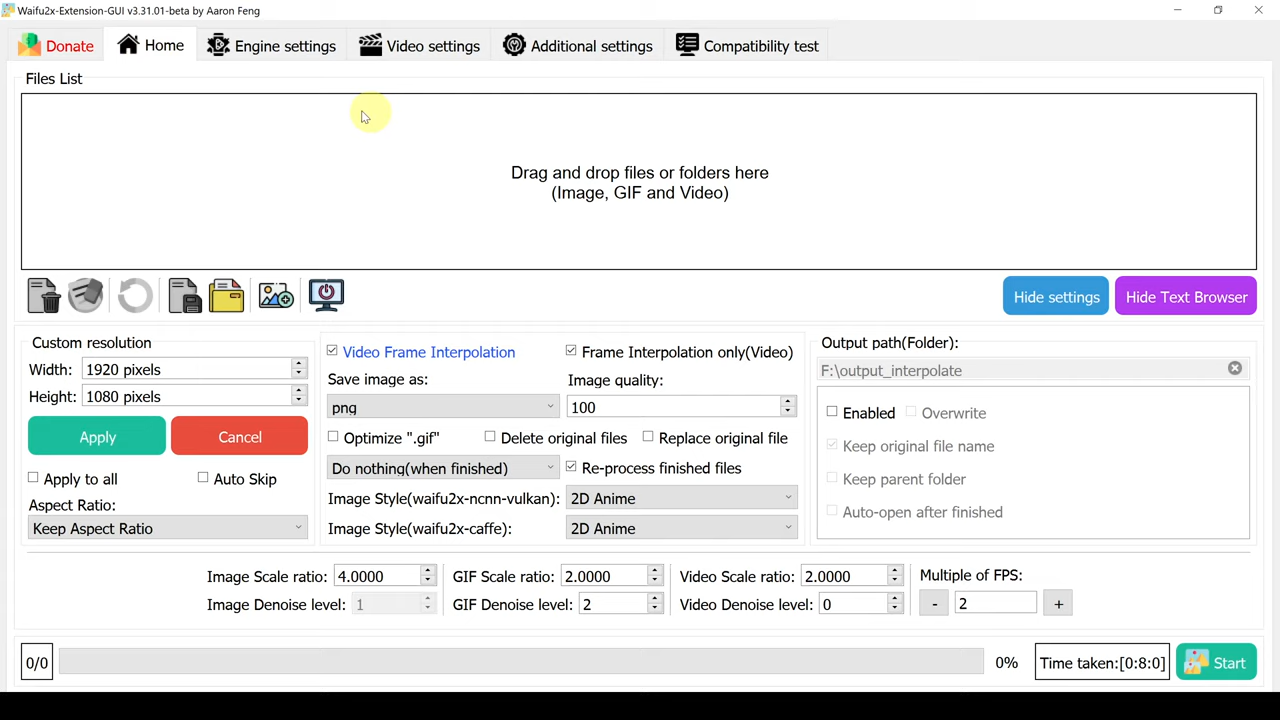 Waifu2x-Extension-GUI v3.31.01-beta by Aaron Feng
Donate
Home
Engine settings
Video settings
Additional settings
Compatibility test
Files List
Drag and drop files or folders here
(Image, GIF and Video)
Hide settings
Hide Text Browser
Custom resolution
Width: 1920 pixels
Height: 1080 pixels
Apply
Cancel
Apply to all
Auto Skip
Aspect Ratio:
Keep Aspect Ratio
Video Frame Interpolation
Frame Interpolation only(Video)
Save image as:
Image quality:
png
100
Optimize ".gif"
Delete original files
Replace original file
Do nothing(when finished)
Re-process finished files
Image Style(waifu2x-ncnn-vulkan): 2D Anime
Image Style(waifu2x-caffe): 2D Anime
Output path(Folder):
F:\output_interpolate
Enabled
Overwrite
Keep original file name
Keep parent folder
Auto-open after finished
Image Scale ratio: 4.0000
Image Denoise level: 1
GIF Scale ratio: 2.0000
GIF Denoise level: 2
Video Scale ratio: 2.0000
Video Denoise level: 0
Multiple of FPS:
- 2 +
0/0
0%
Time taken:[0:8:0]
Start